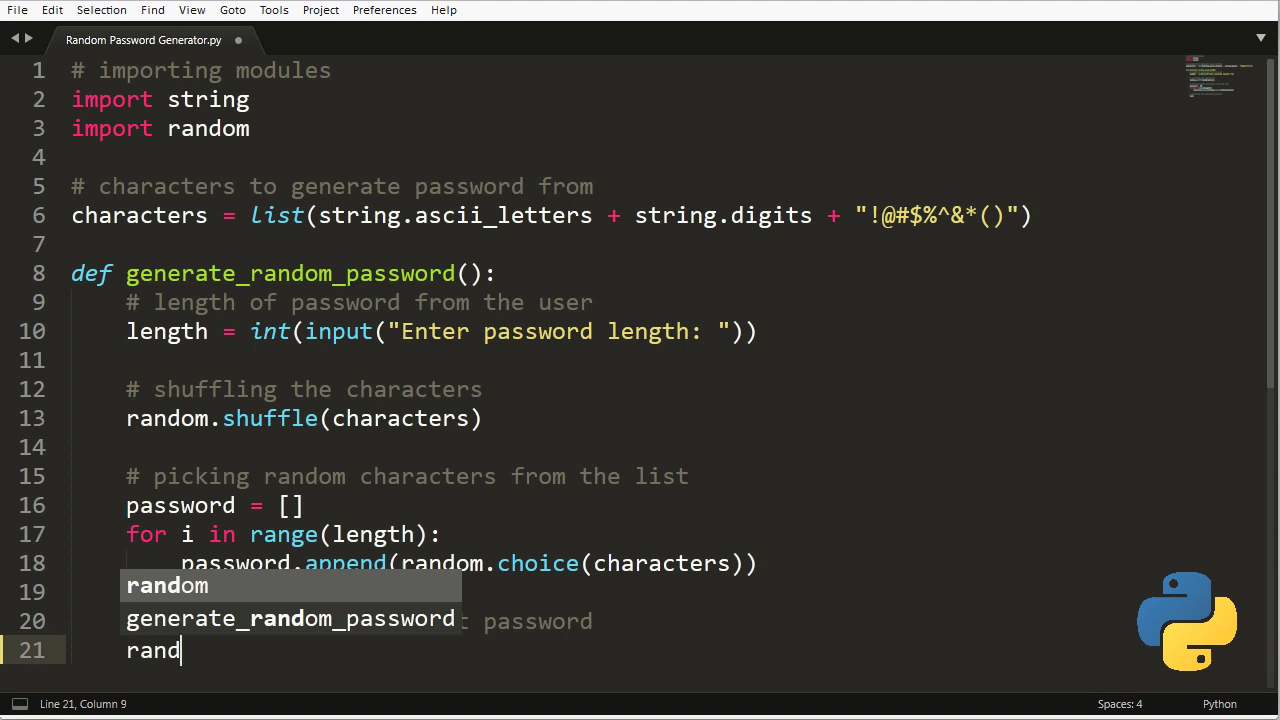 File Edit Selection Find View Goto Tools Project Preferences Help
Random Password Generator.py
1 # importing modules
2 import string
3 import random
4
5 # characters to generate password from
6 characters = list(string.ascii_letters + string.digits + "!@#$%^&*()")
7
8 def generate_random_password():
9 # length of password from the user
10 length = int(input("Enter password length: "))
11
12 # shuffling the characters
13 random.shuffle(characters)
14
15 # picking random characters from the list
16 password = []
17 for i in range(length):
18 password.append(random.choice(characters))
random
19
generate_random_password
20 password
21 rand
Line 21, Column 9 Spaces: 4 Python